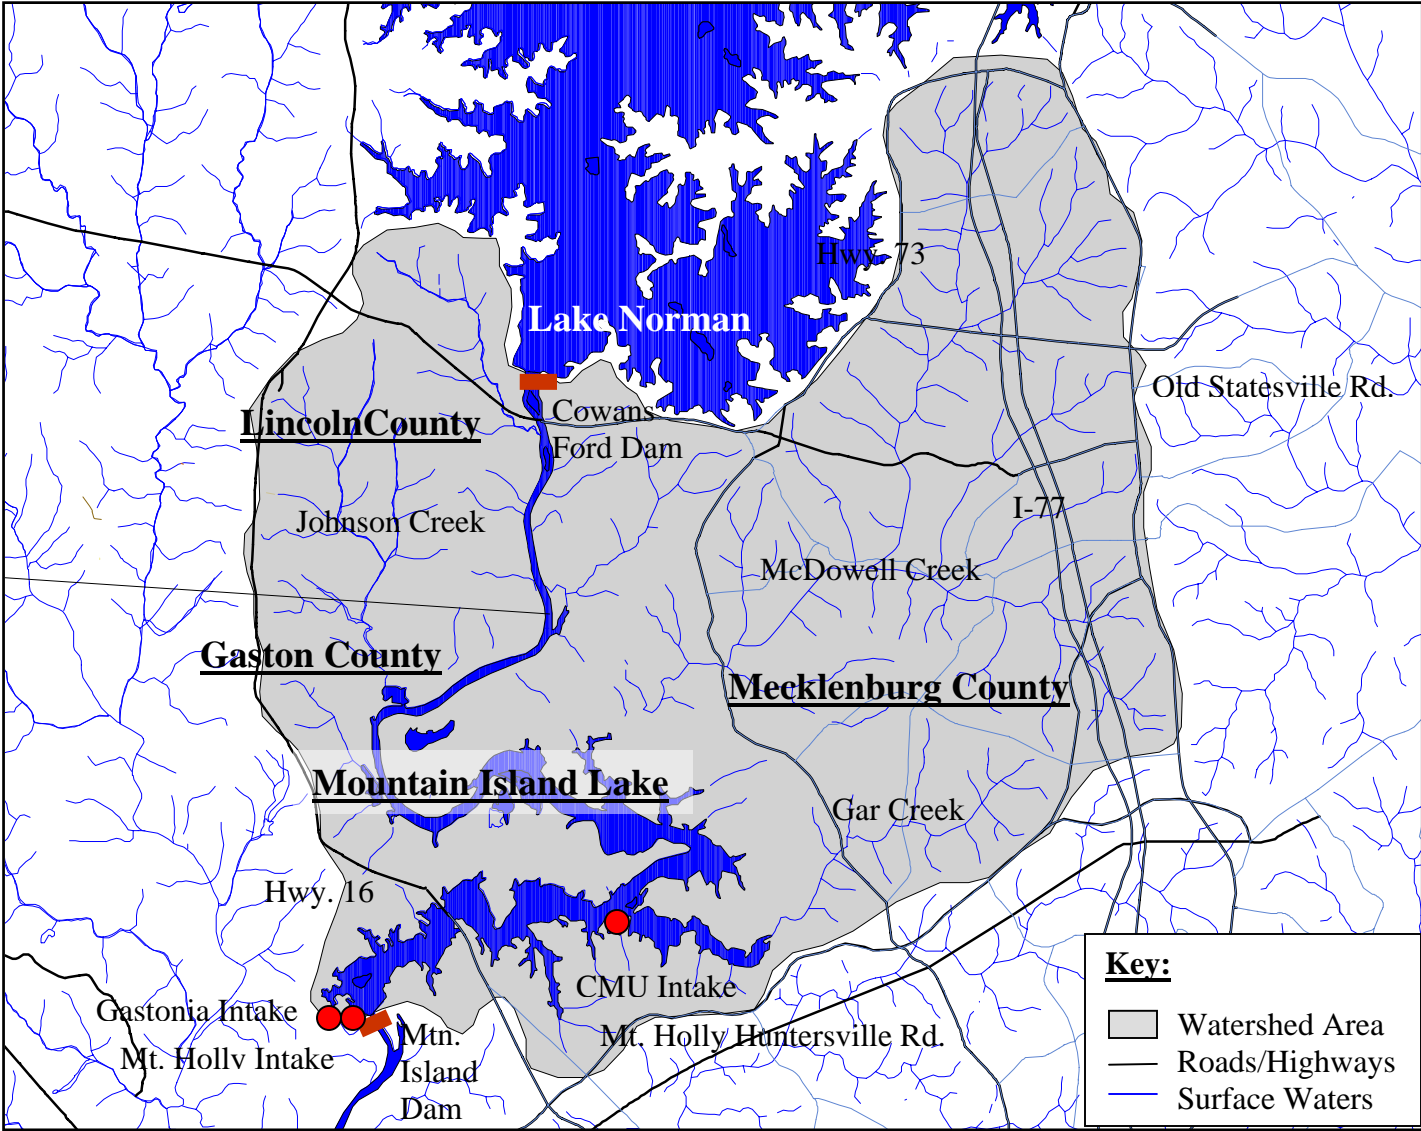 Hwy. 73
Lake Norman
Old Statesville Rd.
Cowans
Ford Dam
LincolnCounty
I-77
Johnson Creek
McDowell Creek
Gaston County
Mecklenburg County
Mountain Island Lake
Gar Creek
Hwy. 16
CMU Intake
Gastonia Intake
Mt. Holly Huntersville Rd.
Mt. Holly Intake
Mtn.
Island
Dam
Key:
Watershed Area
Roads/Highways
Surface Waters